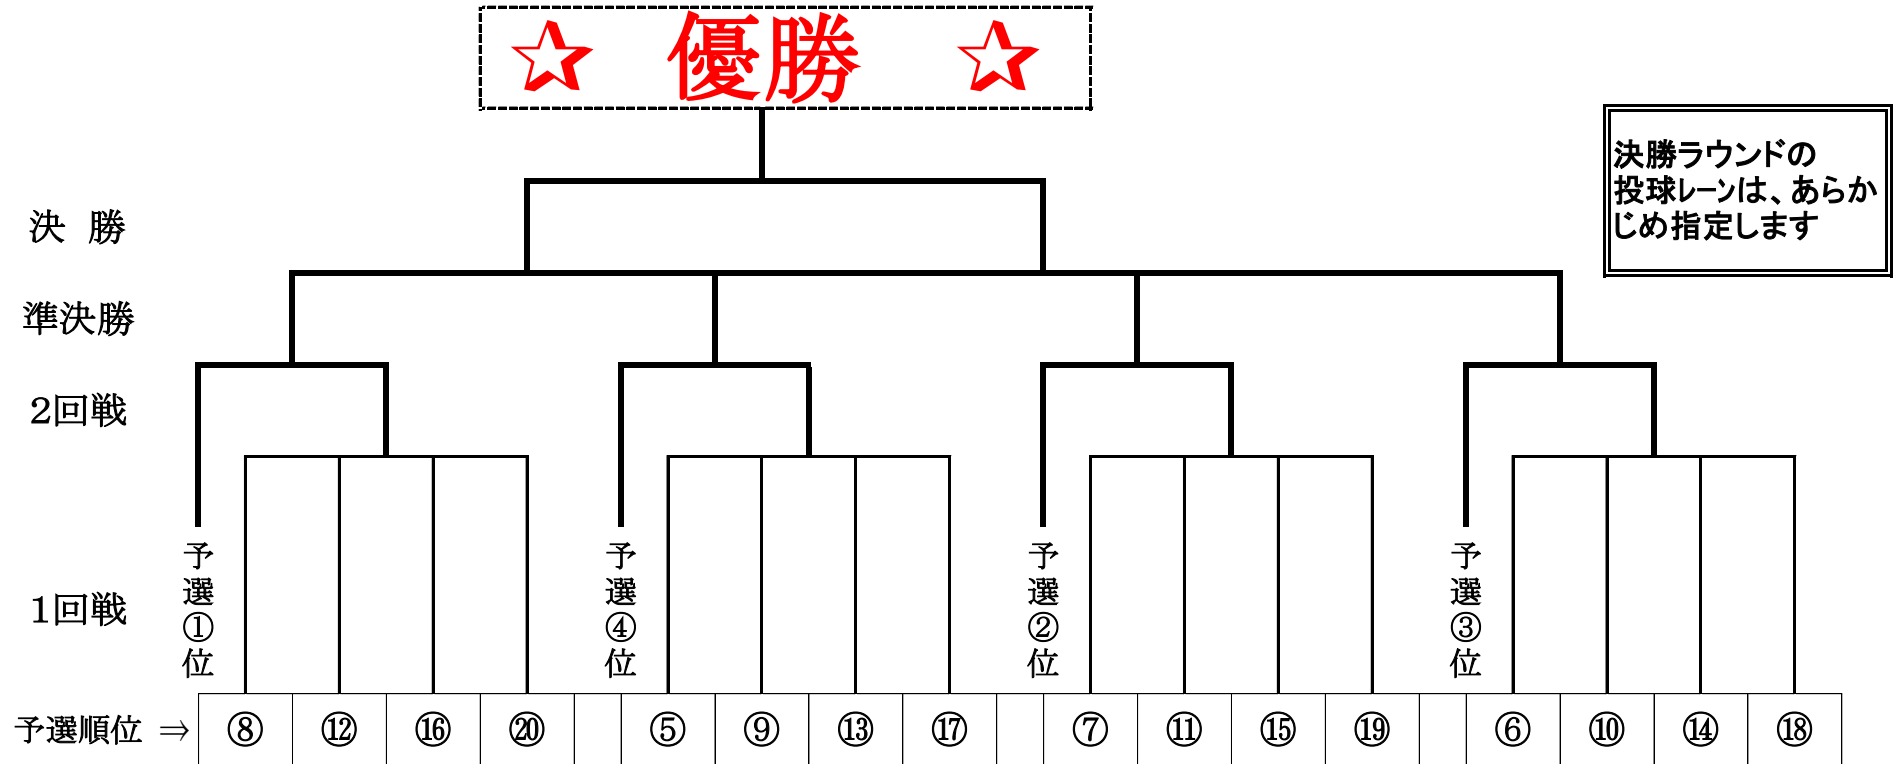 ☆ 優勝 ☆
決勝ラウンドの
投球レーンは、あらか
じめ指定します
決 勝
準決勝
2回戦
1回戦
予選①位
予選④位
予選②位
予選③位
予選順位 ⇒ ⑧ ⑫ ⑯ ⑳ ⑤ ⑨ ⑬ ⑰ ⑦ ⑪ ⑮ ⑲ ⑥ ⑩ ⑭ ⑱